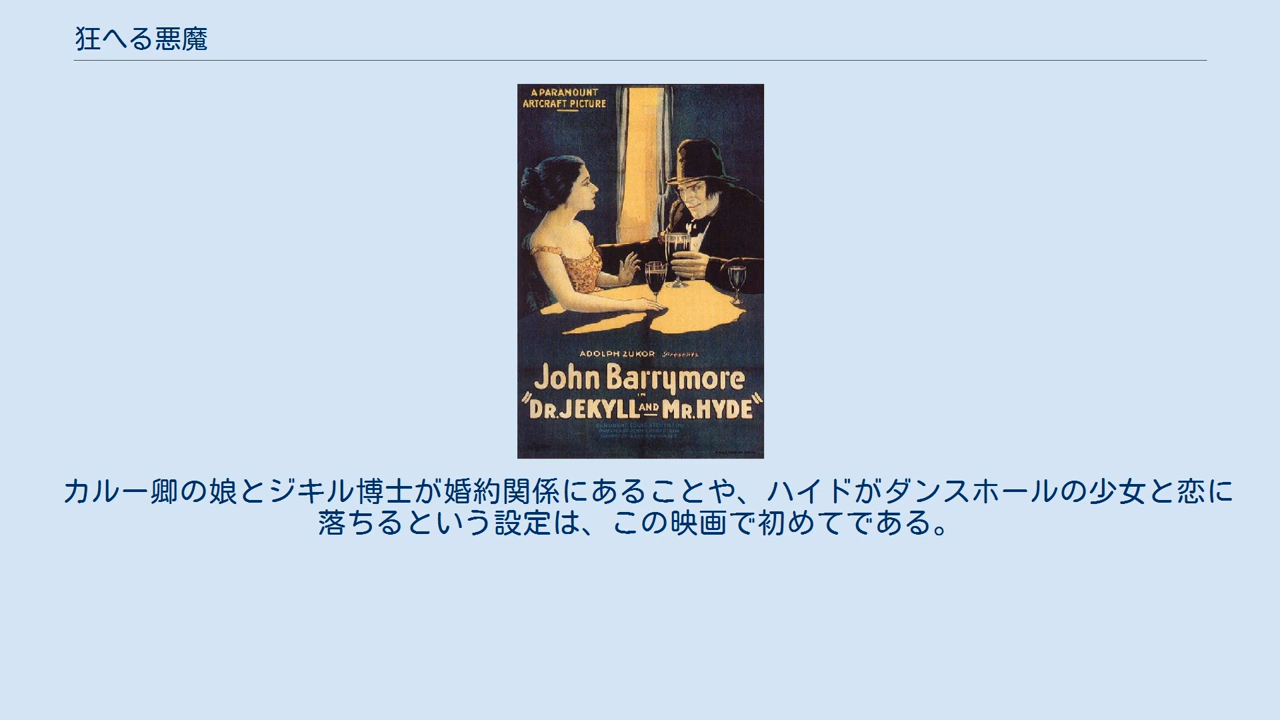 狂へる悪魔
A PARAMOUNT
ARTCRAFT PICTURE
ADOLPH ZUKOR Presents
John Barrymore
IN
"DR. JEKYLL AND MR. HYDE"
カルー卿の娘とジキル博士が婚約関係にあることや、ハイドがダンスホールの少女と恋に
落ちるという設定は、この映画で初めてである。